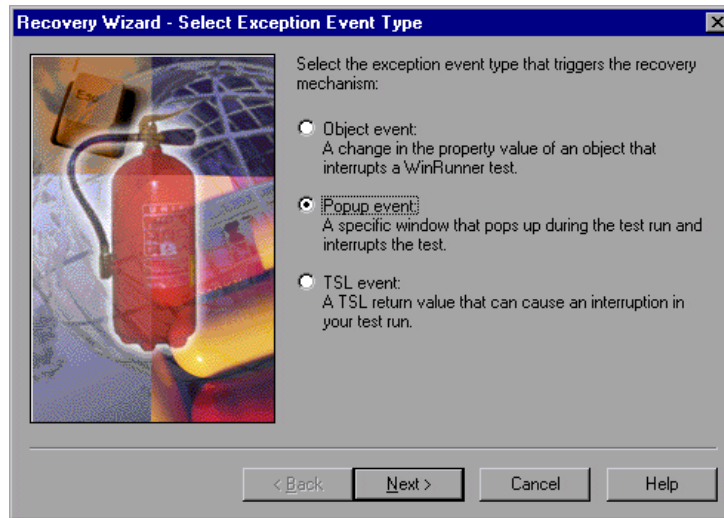 Recovery Wizard - Select Exception Event Type
Select the exception event type that triggers the recovery
mechanism:
Object event:
A change in the property value of an object that
interrupts a WinRunner test.
Popup event:
A specific window that pops up during the test run and
interrupts the test.
TSL event:
A TSL return value that can cause an interruption in
your test run.
Esc
< Back
Next >
Cancel
Help